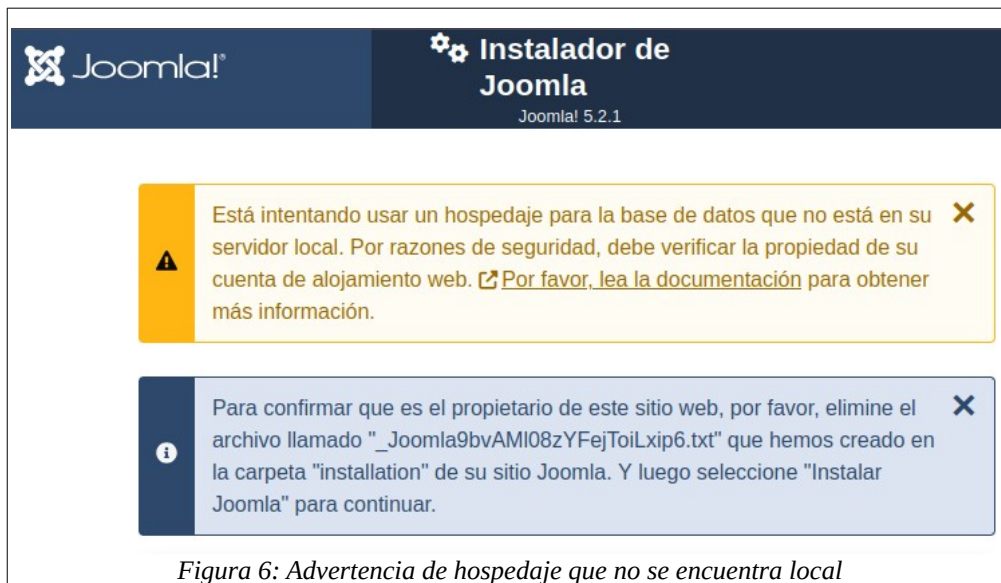 Joomla!®
Instalador de
Joomla
Joomla! 5.2.1
Está intentando usar un hospedaje para la base de datos que no está en su
servidor local. Por razones de seguridad, debe verificar la propiedad de su
cuenta de alojamiento web. Por favor, lea la documentación para obtener
más información.
Para confirmar que es el propietario de este sitio web, por favor, elimine el
archivo llamado "_Joomla9bvAMl08zYFejToiLxip6.txt" que hemos creado en
la carpeta "installation" de su sitio Joomla. Y luego seleccione "Instalar
Joomla" para continuar.
Figura 6: Advertencia de hospedaje que no se encuentra local